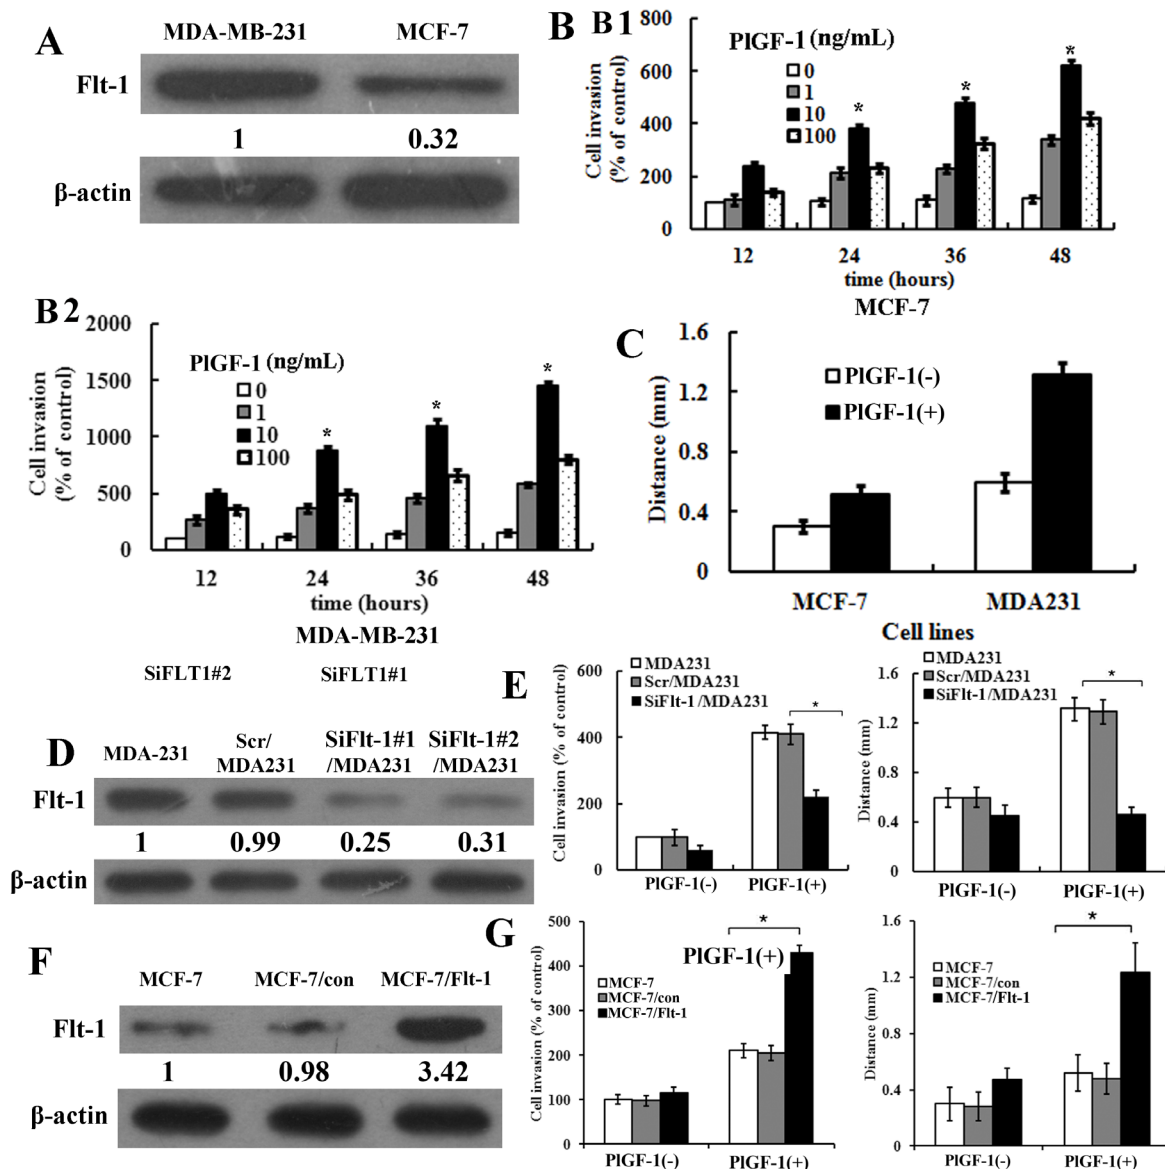 A
MDA-MB-231 MCF-7
Flt-1
1 0.32
β-actin
B B1
PlGF-1 (ng/mL)
0
1
10
100
Cell invasion
(% of control)
800
600
400
200
0
* * *
12 24 36 48
time (hours)
MCF-7
B2
PlGF-1 (ng/mL)
0
1
10
100
Cell invasion
(% of control)
2000
1500
1000
500
0
* * *
12 24 36 48
time (hours)
MDA-MB-231
C
PlGF-1(-)
PlGF-1(+)
Distance (mm)
1.6
1.2
0.8
0.4
0
MCF-7 MDA231
Cell lines
SiFLT1#2 SiFLT1#1
D
MDA-231 Scr/ SiFlt-1#1 SiFlt-1#2
MDA231 /MDA231 /MDA231
Flt-1
1 0.99 0.25 0.31
β-actin
E
MDA231
Scr/MDA231
SiFlt-1/MDA231
*
Cell invasion (% of control)
600
400
200
0
PlGF-1(-) PlGF-1(+)
MDA231
Scr/MDA231
SiFlt-1/MDA231
*
Distance (mm)
1.6
1.2
0.8
0.4
0
PlGF-1(-) PlGF-1(+)
F
MCF-7 MCF-7/con MCF-7/Flt-1
Flt-1
1 0.98 3.42
β-actin
G
*
PlGF-1(+)
MCF-7
MCF-7/con
MCF-7/Flt-1
Cell invasion (% of control)
500
400
300
200
100
0
PlGF-1(-) PlGF-1(+)
*
MCF-7
MCF-7/con
MCF-7/Flt-1
Distance (mm)
1.6
1.2
0.8
0.4
0
PlGF-1(-) PlGF-1(+)